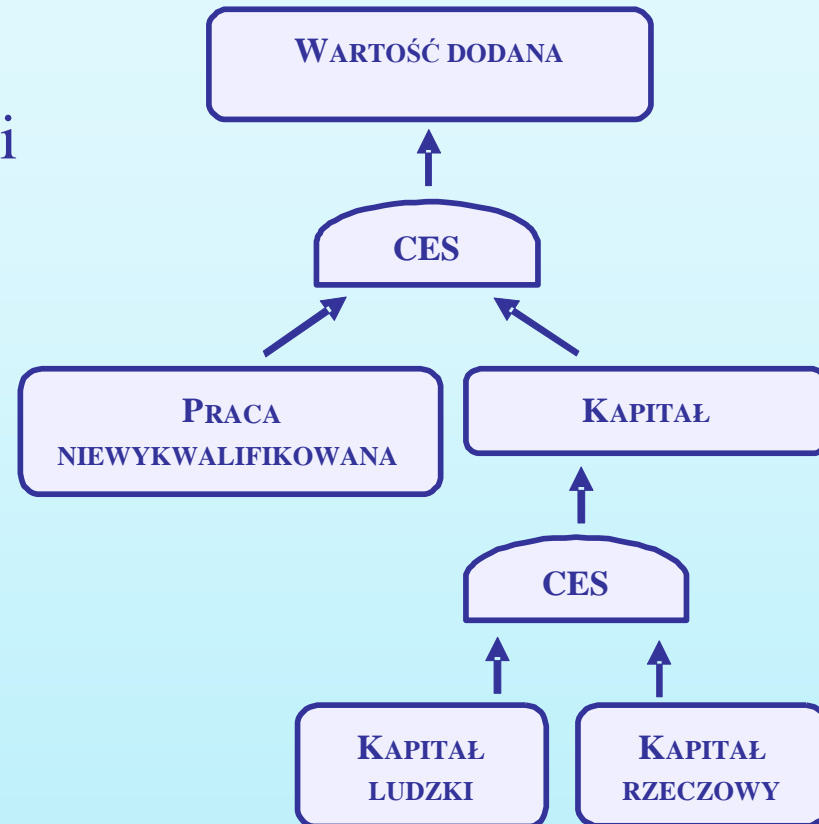 i
WARTOŚĆ DODANA
CES
PRACA
NIEWYKWALIFIKOWANA
KAPITAŁ
CES
KAPITAŁ
LUDZKI
KAPITAŁ
RZECZOWY